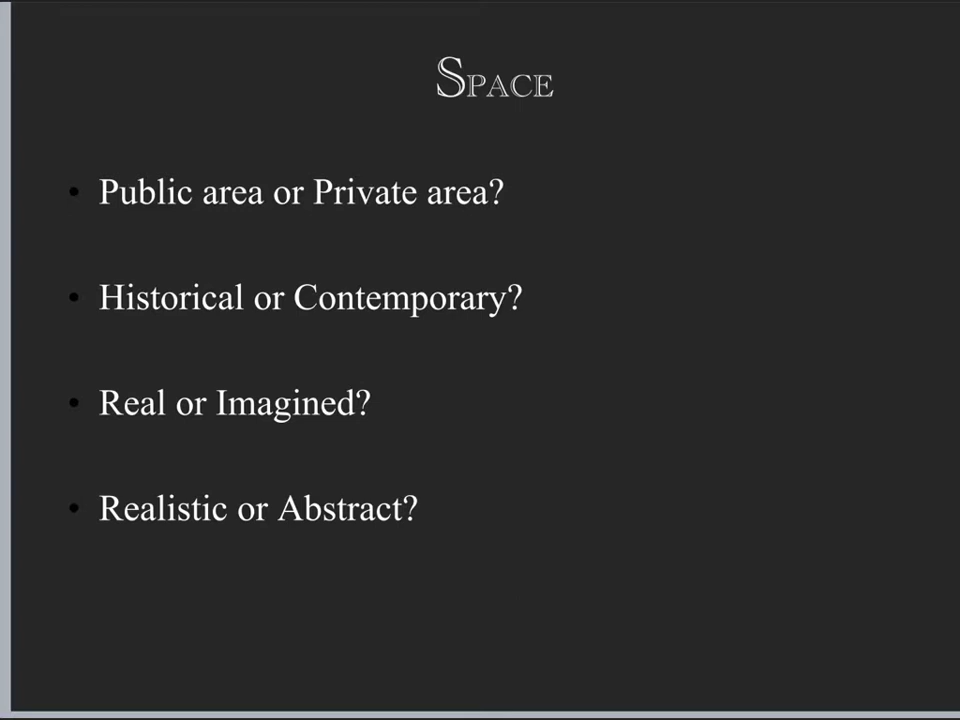 SPACE
• Public area or Private area?
• Historical or Contemporary?
• Real or Imagined?
• Realistic or Abstract?